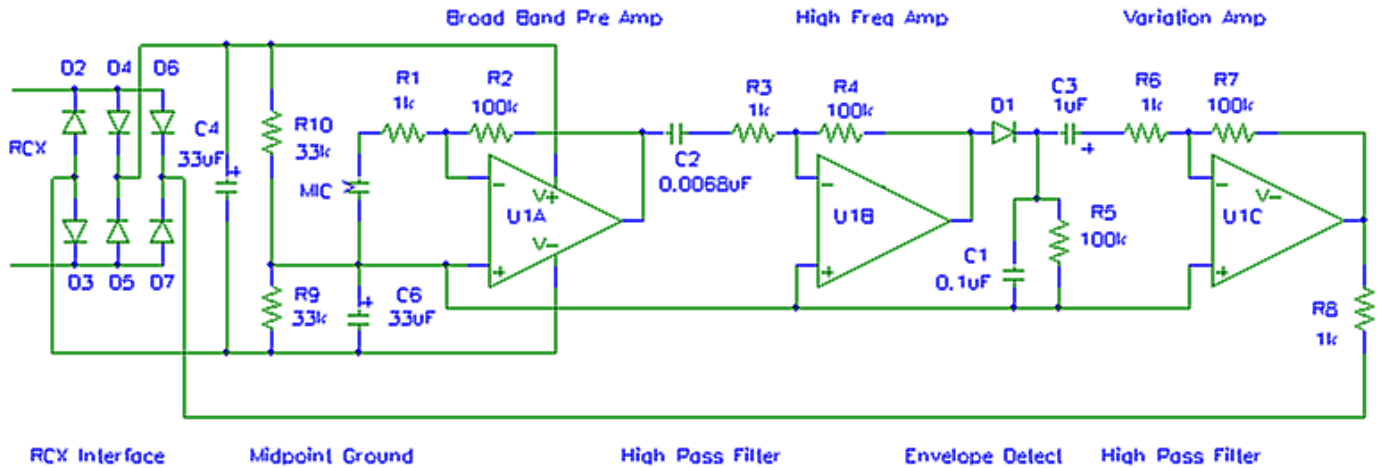 Broad Band Pre Amp
High Freq Amp
Variation Amp
D2
D4
D6
RCX
D3
D5
D7
C4
33uF
+
R10
33k
MIC
R9
33k
C6
33uF
+
R1
1k
R2
100k
-
+
U1A
V+
V-
C2
0.0068uF
R3
1k
R4
100k
-
+
U1B
D1
C1
0.1uF
R5
100k
C3
1uF
+
R6
1k
R7
100k
-
+
U1C
V-
R8
1k
RCX Interface
Midpoint Ground
High Pass Filter
Envelope Detect
High Pass Filter